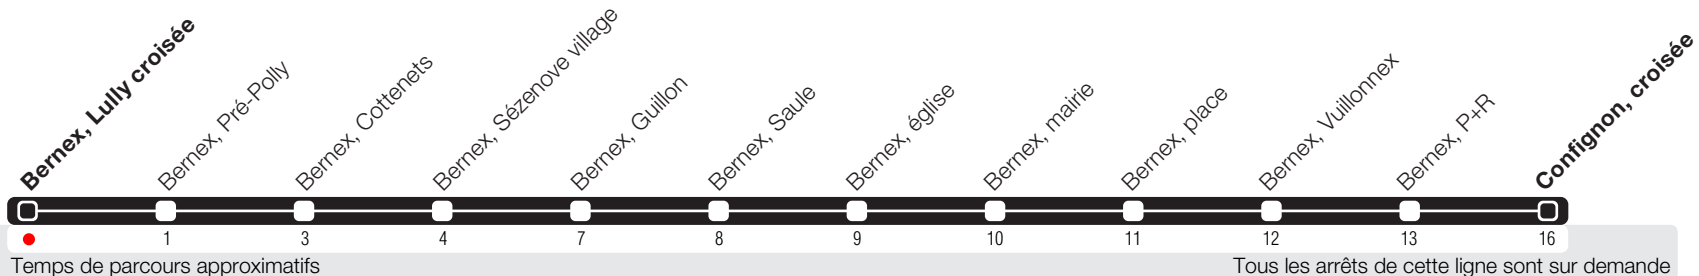 Bernex, Lully croisée
Bernex, Pré-Polly
Bernex, Cottenets
Bernex, Sézenove village
Bernex, Guillon
Bernex, Saule
Bernex, église
Bernex, mairie
Bernex, place
Bernex, Vuillonnex
Bernex, P+R
Confignon, croisée
1 3 4 7 8 9 10 11 12 13 16
Temps de parcours approximatifs
Tous les arrêts de cette ligne sont sur demande